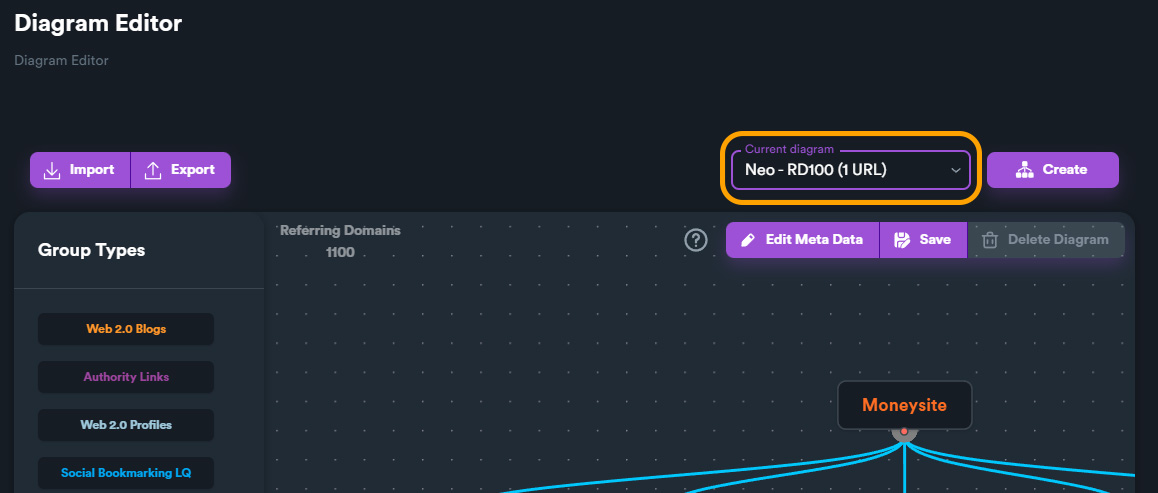 Diagram Editor
Diagram Editor
Import
Export
Current diagram
Neo - RD100 (1 URL)
Create
Group Types
Referring Domains
1100
Edit Meta Data
Save
Delete Diagram
Web 2.0 Blogs
Authority Links
Web 2.0 Profiles
Social Bookmarking LQ
Moneysite